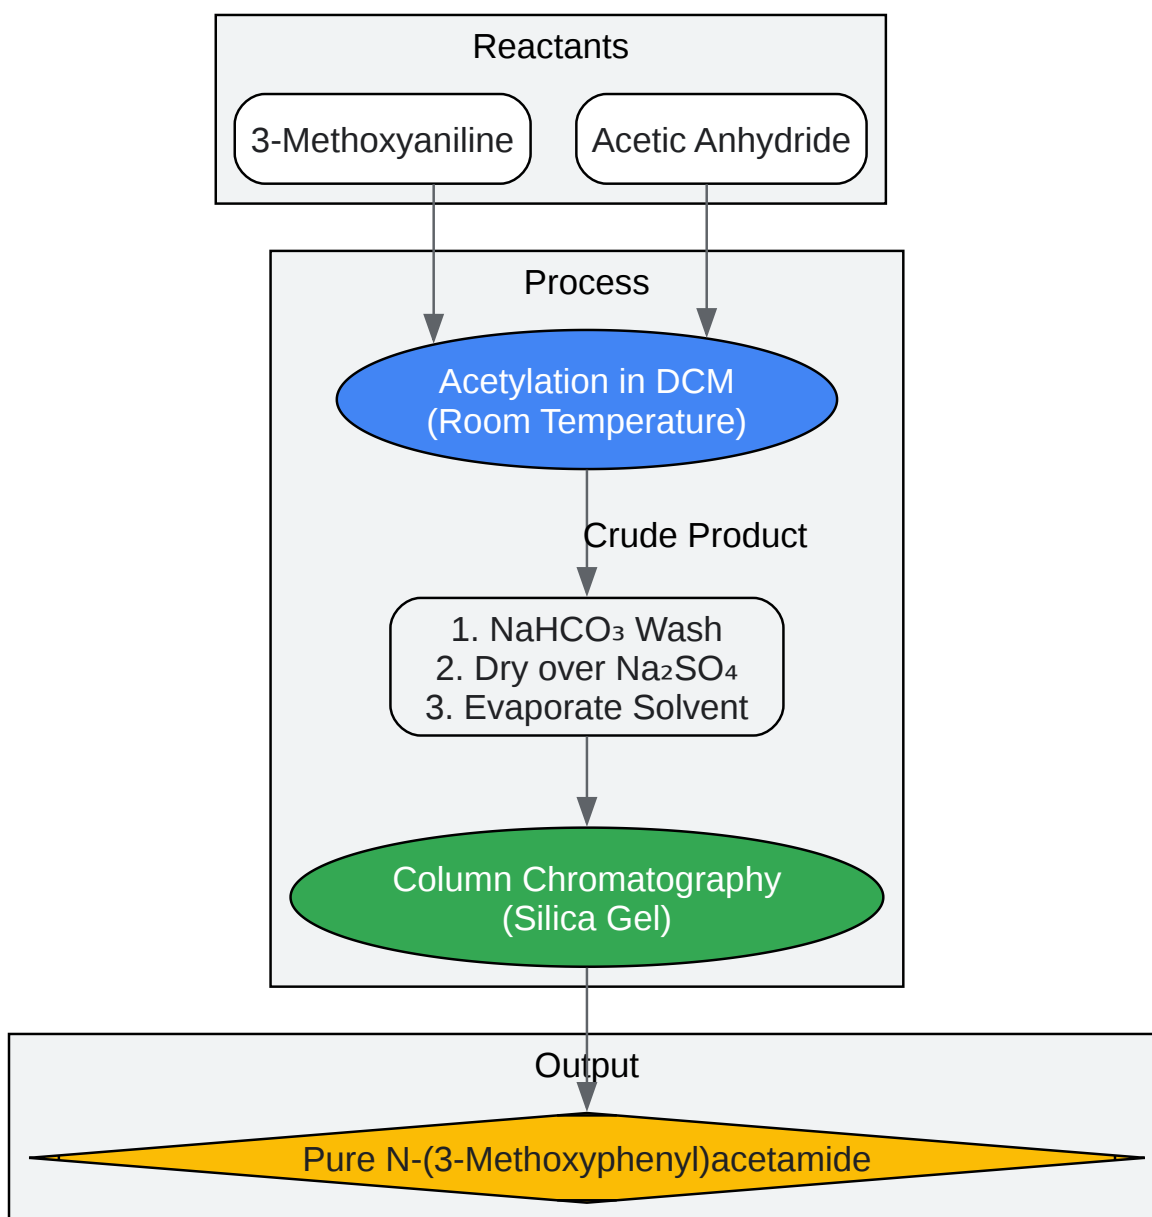 Reactants
3-Methoxyaniline
Acetic Anhydride
Process
Acetylation in DCM
(Room Temperature)
Crude Product
1. NaHCO₃ Wash
2. Dry over Na₂SO₄
3. Evaporate Solvent
Column Chromatography
(Silica Gel)
Output
Pure N-(3-Methoxyphenyl)acetamide